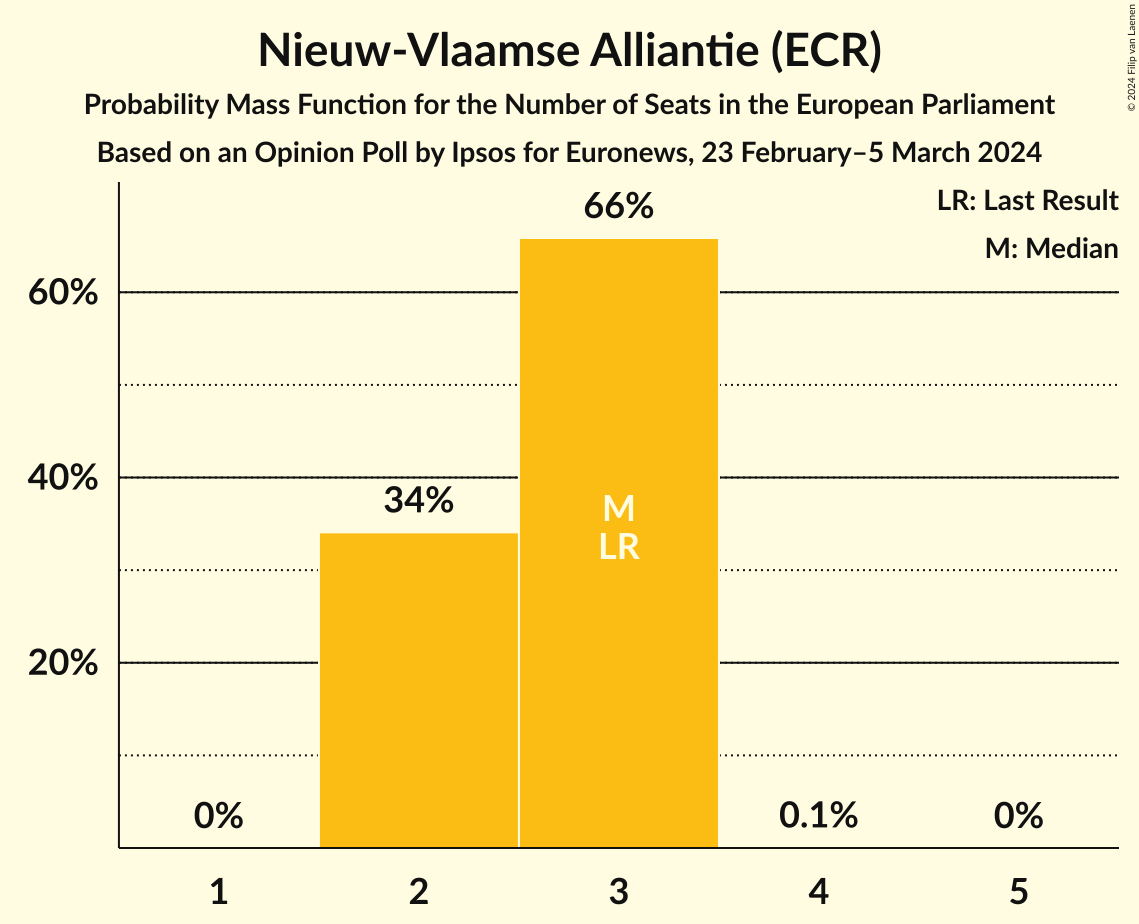 Nieuw-Vlaamse Alliantie (ECR)
Probability Mass Function for the Number of Seats in the European Parliament
Based on an Opinion Poll by Ipsos for Euronews, 23 February–5 March 2024
© 2024 Filip van Laenen
LR: Last Result
M: Median
66%
60%
40%
34%
M
LR
20%
0%
0.1%
0%
1
2
3
4
5